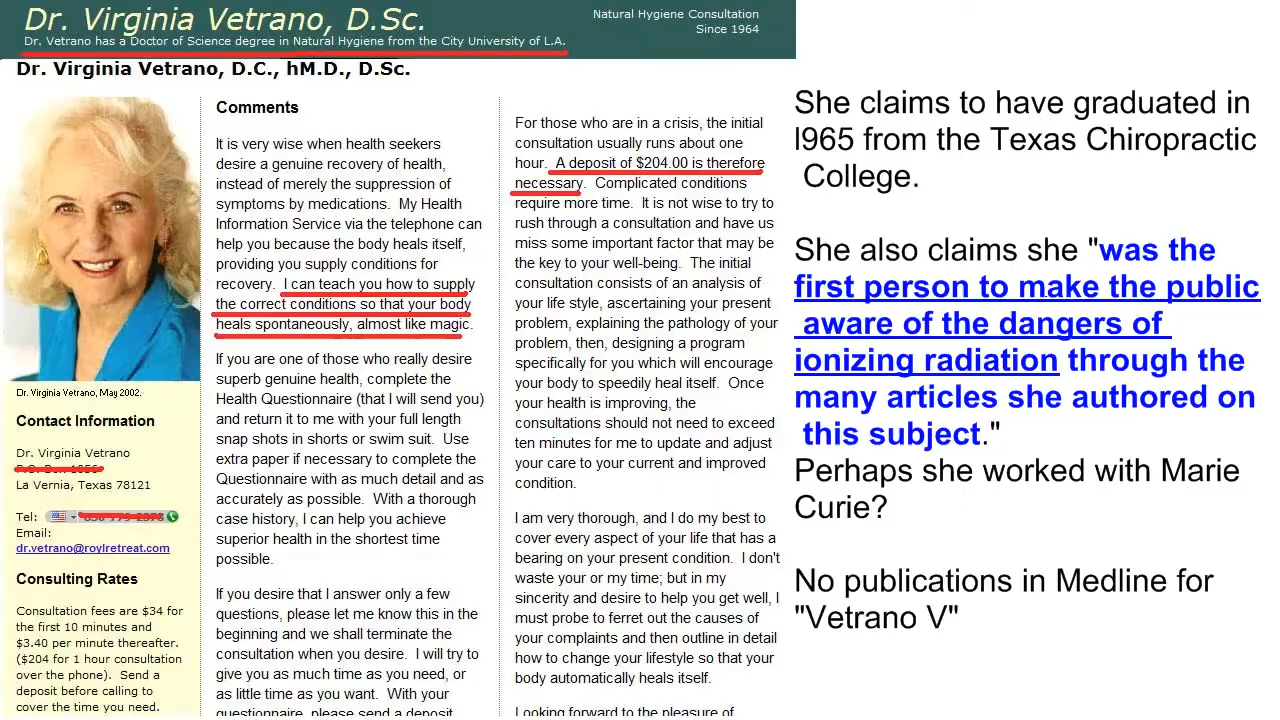 Dr. Virginia Vetrano, D.Sc.
Dr. Vetrano has a Doctor of Science degree in Natural Hygiene from the City University of L.A.
Natural Hygiene Consultation
Since 1964
Dr. Virginia Vetrano, D.C., hM.D., D.Sc.
Dr. Virginia Vetrano, May 2002.
Contact Information
Dr. Virginia Vetrano
La Vernia, Texas 78121
Tel:
Email:
dr.vetrano@roylretreat.com
Consulting Rates
Consultation fees are $34 for
the first 10 minutes and
$3.40 per minute thereafter.
($204 for 1 hour consultation
over the phone). Send a
deposit before calling to
cover the time you need.
Comments
It is very wise when health seekers
desire a genuine recovery of health,
instead of merely the suppression of
symptoms by medications. My Health
Information Service via the telephone can
help you because the body heals itself,
providing you supply conditions for
recovery. I can teach you how to supply
the correct conditions so that your body
heals spontaneously, almost like magic.
If you are one of those who really desire
superb genuine health, complete the
Health Questionnaire (that I will send you)
and return it to me with your full length
snap shots in shorts or swim suit. Use
extra paper if necessary to complete the
Questionnaire with as much detail and as
accurately as possible. With a thorough
case history, I can help you achieve
superior health in the shortest time
possible.
If you desire that I answer only a few
questions, please let me know this in the
beginning and we shall terminate the
consultation when you desire. I will try to
give you as much time as you need, or
as little time as you want. With your
questionnaire, please send a deposit
For those who are in a crisis, the initial
consultation usually runs about one
hour. A deposit of $204.00 is therefore
necessary. Complicated conditions
require more time. It is not wise to try to
rush through a consultation and have us
miss some important factor that may be
the key to your well-being. The initial
consultation consists of an analysis of
your life style, ascertaining your present
problem, explaining the pathology of your
problem, then, designing a program
specifically for you which will encourage
your body to speedily heal itself. Once
your health is improving, the
consultations should not need to exceed
ten minutes for me to update and adjust
your care to your current and improved
condition.
I am very thorough, and I do my best to
cover every aspect of your life that has a
bearing on your present condition. I don't
waste your or my time; but in my
sincerity and desire to help you get well, I
must probe to ferret out the causes of
your complaints and then outline in detail
how to change your lifestyle so that your
body automatically heals itself.
Looking forward to the pleasure of
She claims to have graduated in
l965 from the Texas Chiropractic
College.
She also claims she "was the
first person to make the public
aware of the dangers of
ionizing radiation through the
many articles she authored on
this subject."
Perhaps she worked with Marie
Curie?
No publications in Medline for
"Vetrano V"